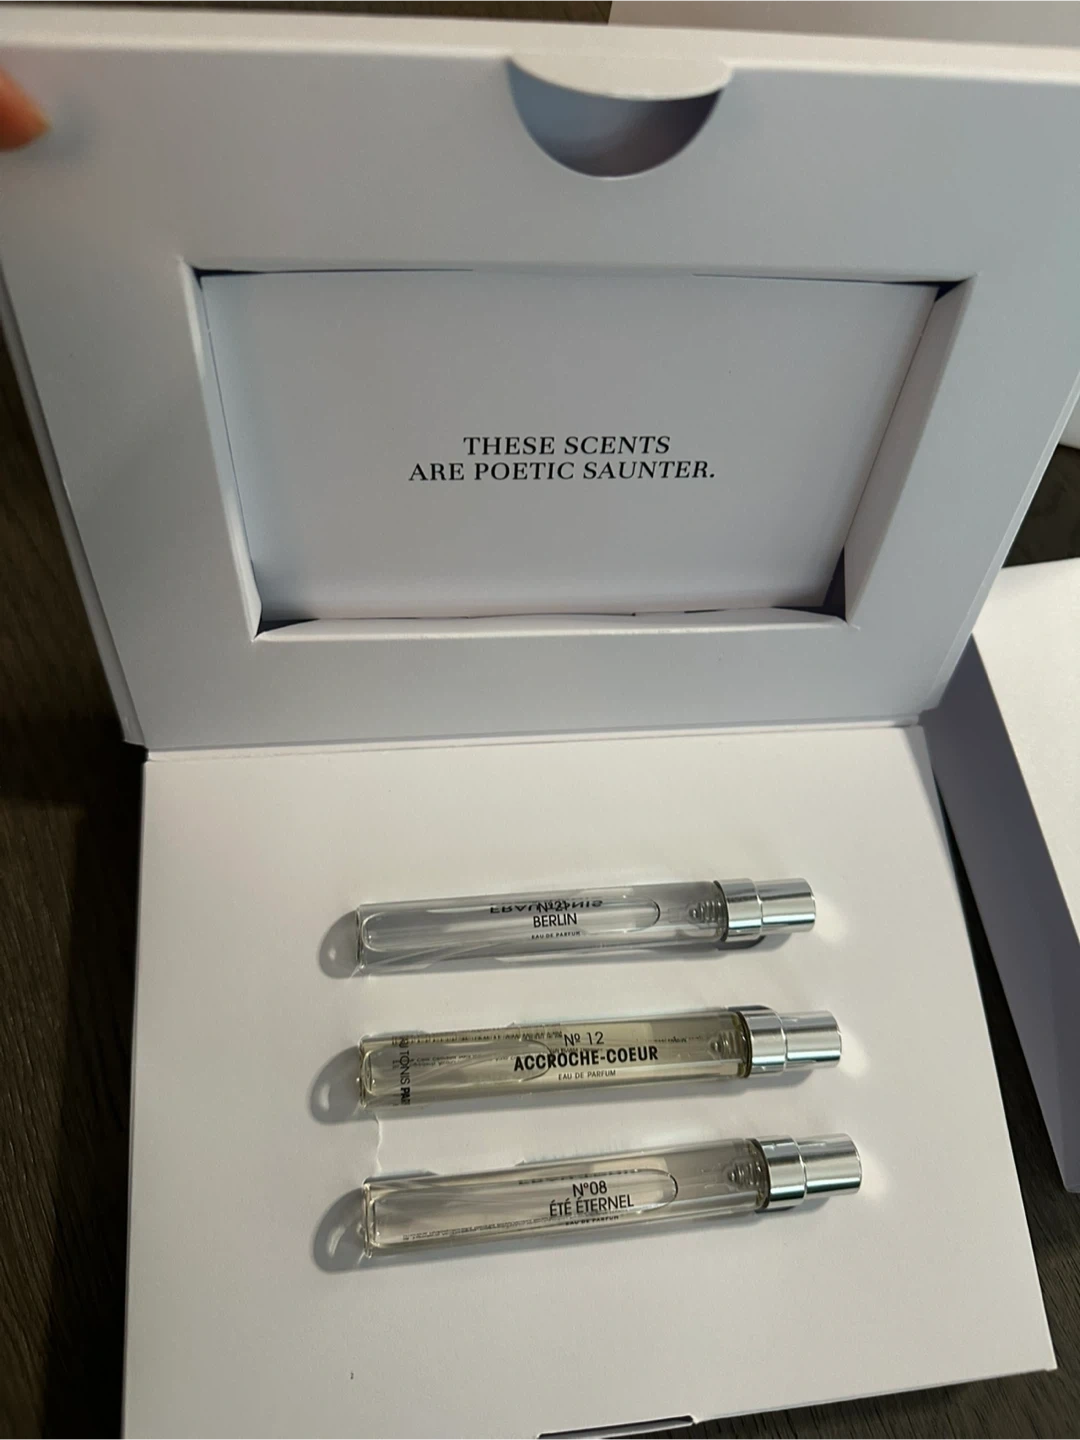 THESE SCENTS
ARE POETIC SAUNTER.
Nº21
BERLIN
EAU DE PARFUM
Nº 12
ACCROCHE-COEUR
EAU DE PARFUM
Nº08
ÉTÉ ÉTERNEL
EAU DE PARFUM